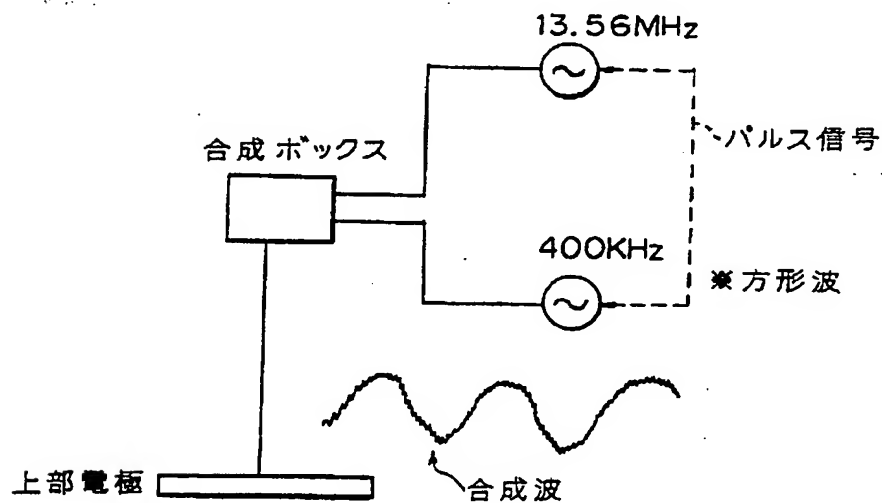 13.56MHz
合成ボックス
パルス信号
400KHz
※方形波
上部電極
合成波